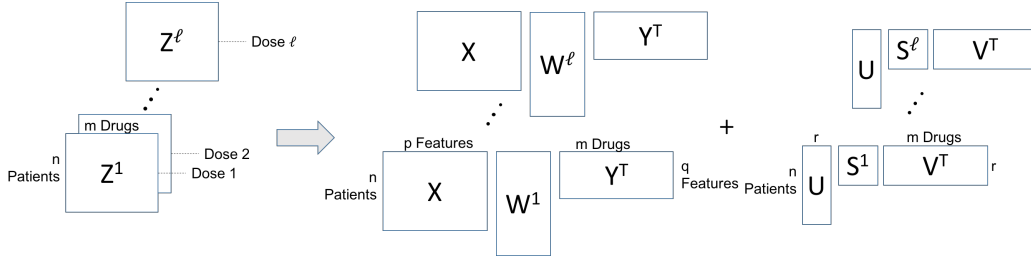 Z^ℓ
Dose ℓ
m Drugs
n
Patients
Z^1
Dose 2
Dose 1
X
W^ℓ
Y^T
p Features
m Drugs
n
Patients
X
W^1
Y^T
q
Features
+
U
S^ℓ
V^T
r
m Drugs
n
Patients
U
S^1
V^T
r